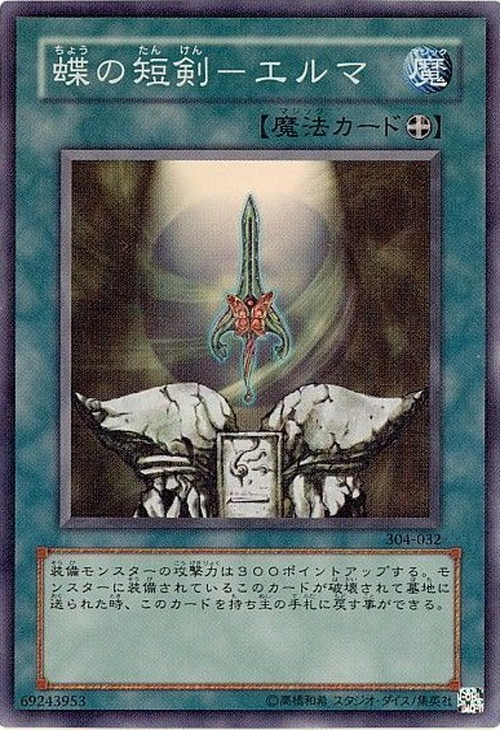 蝶の短剣－エルマ
魔
【魔法カード】
304-032
装備モンスターの攻撃力は３００ポイントアップする。モ
ンスターに装備されているこのカードが破壊されて墓地に
送られた時、このカードを持ち主の手札に戻す事ができる。
69243953
©高橋和希 スタジオ・ダイス/集英社